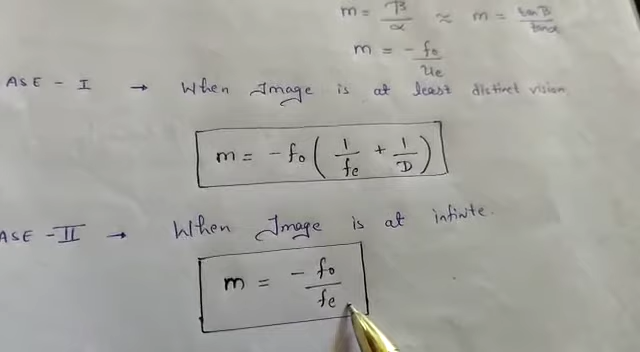 m = β/α ≈ m = tanβ/tanα
m = - fo/ue
ASE - I → When Image is at least distinct vision
m = - fo ( 1/fe + 1/D )
ASE - II → When Image is at infinite.
m = - fo/fe